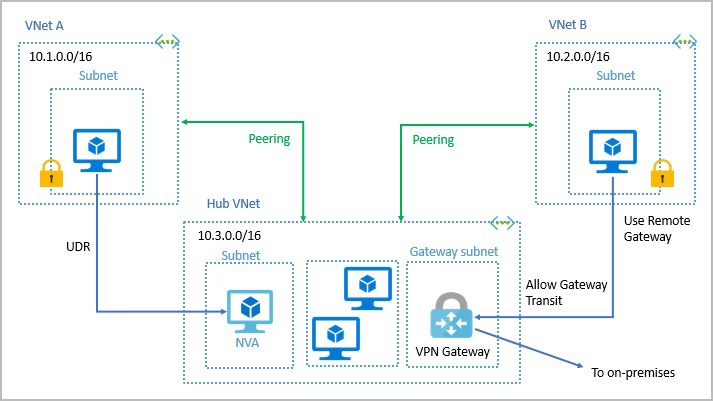 VNet A
VNet B
10.1.0.0/16
10.2.0.0/16
Subnet
Subnet
Peering
Peering
Hub VNet
Use Remote
Gateway
UDR
10.3.0.0/16
Subnet
Gateway subnet
Allow Gateway
Transit
NVA
VPN Gateway
To on-premises